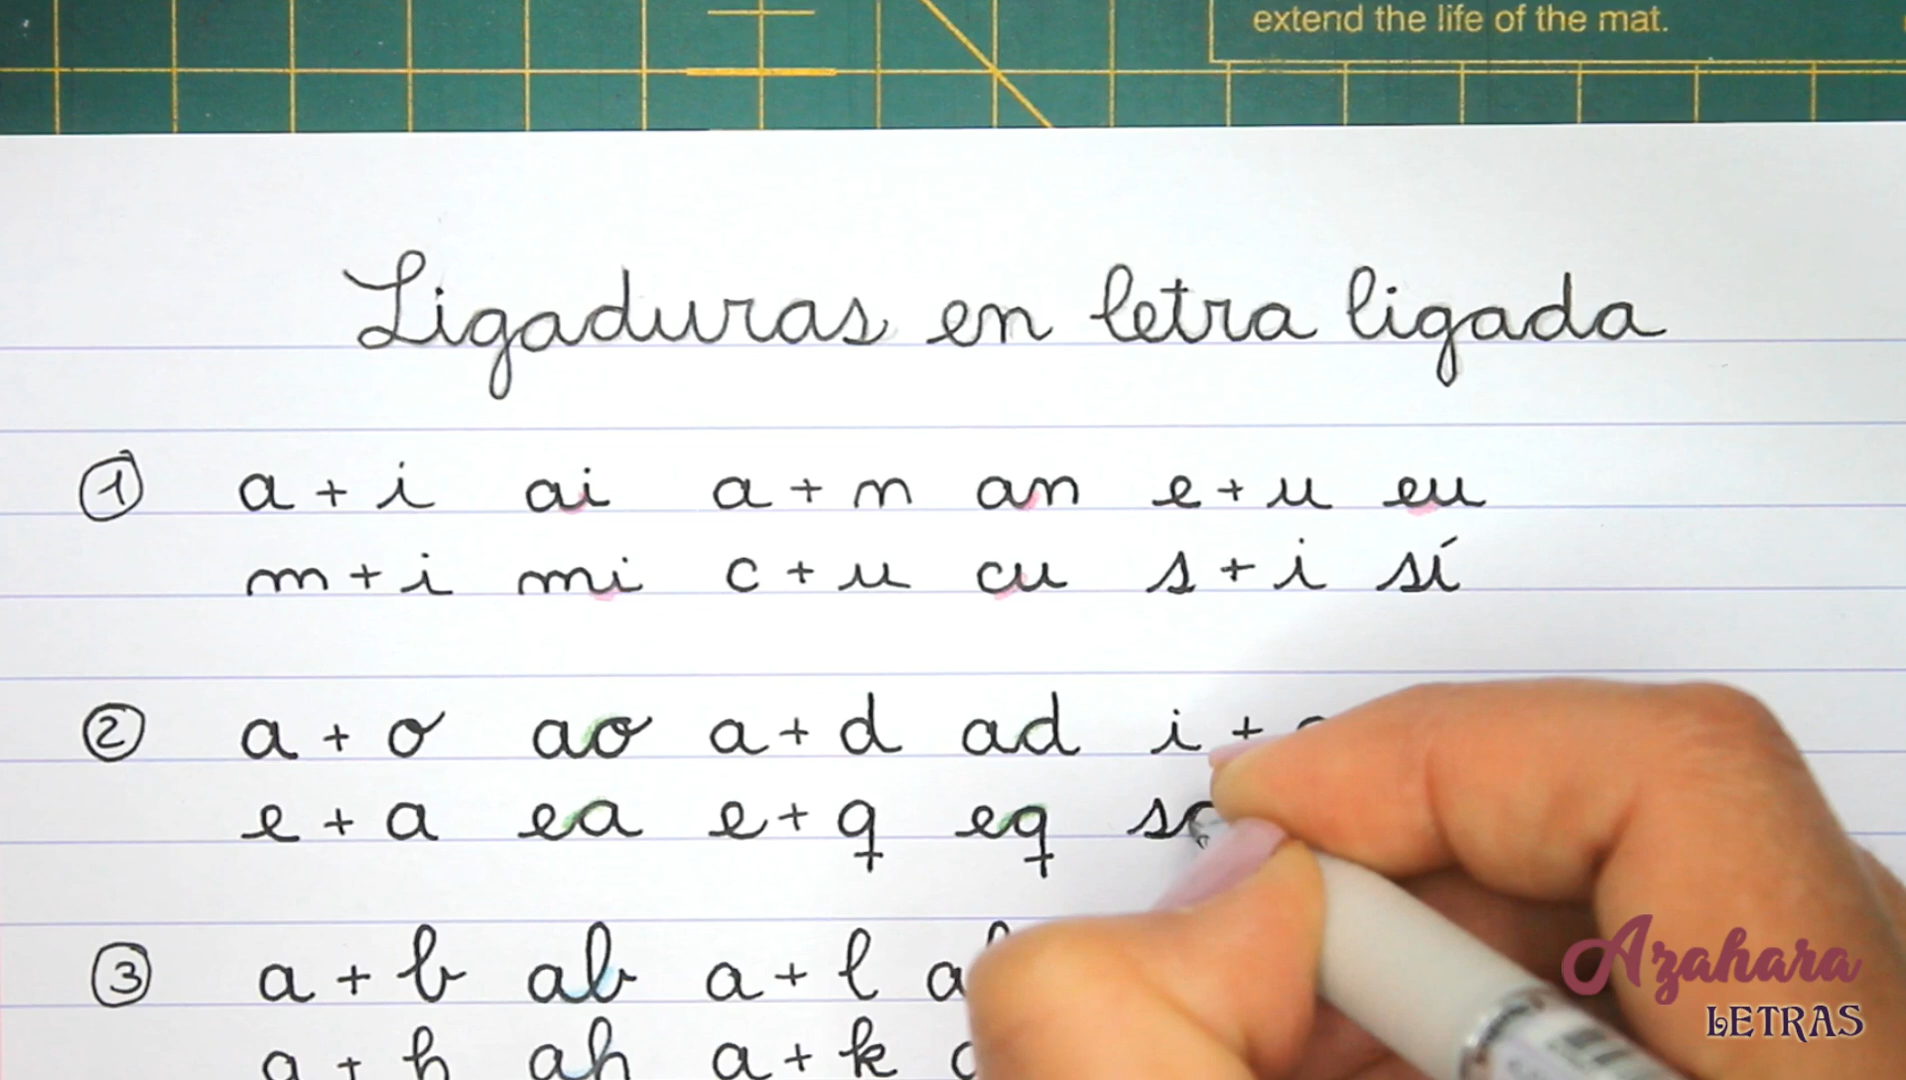 extend the life of the mat.
Ligaduras en letra ligada
1 a + i ai a + n an e + u eu
m + i mi c + u cu s + i sí
2 a + o ao a + d ad i +
e + a ea e + q eq
3 a + b ab a + l
a + h ah a + k
Azahara
LETRAS